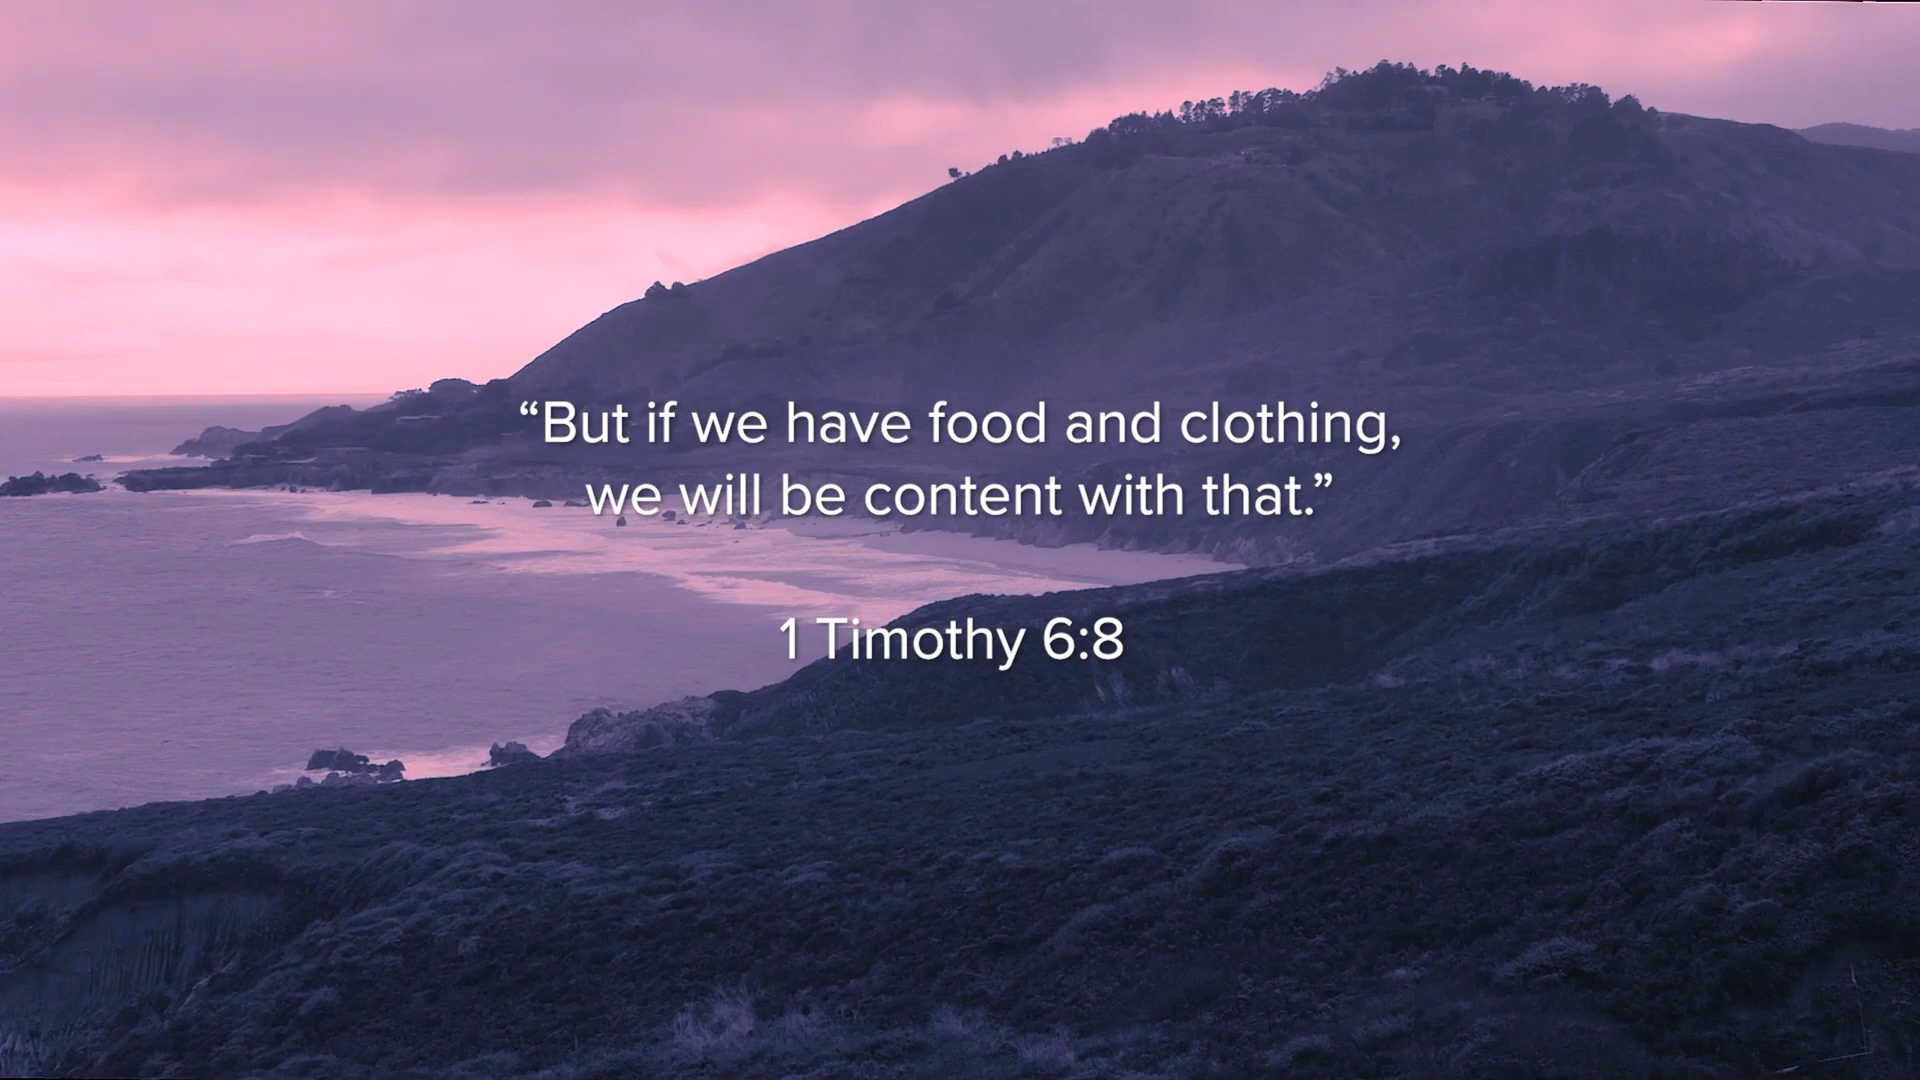 “But if we have food and clothing,
we will be content with that.”
1 Timothy 6:8